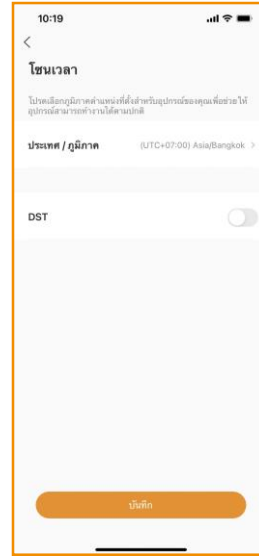 10:19
โซนเวลา
โปรดเลือกภูมิภาคตำแหน่งที่ตั้งสำหรับอุปกรณ์ของคุณเพื่อช่วย ให้
อุปกรณ์สามารถทำงานได้ตามปกติ
ประเทศ / ภูมิภาค (UTC+07:00) Asia/Bangkok >
DST
บันทึก